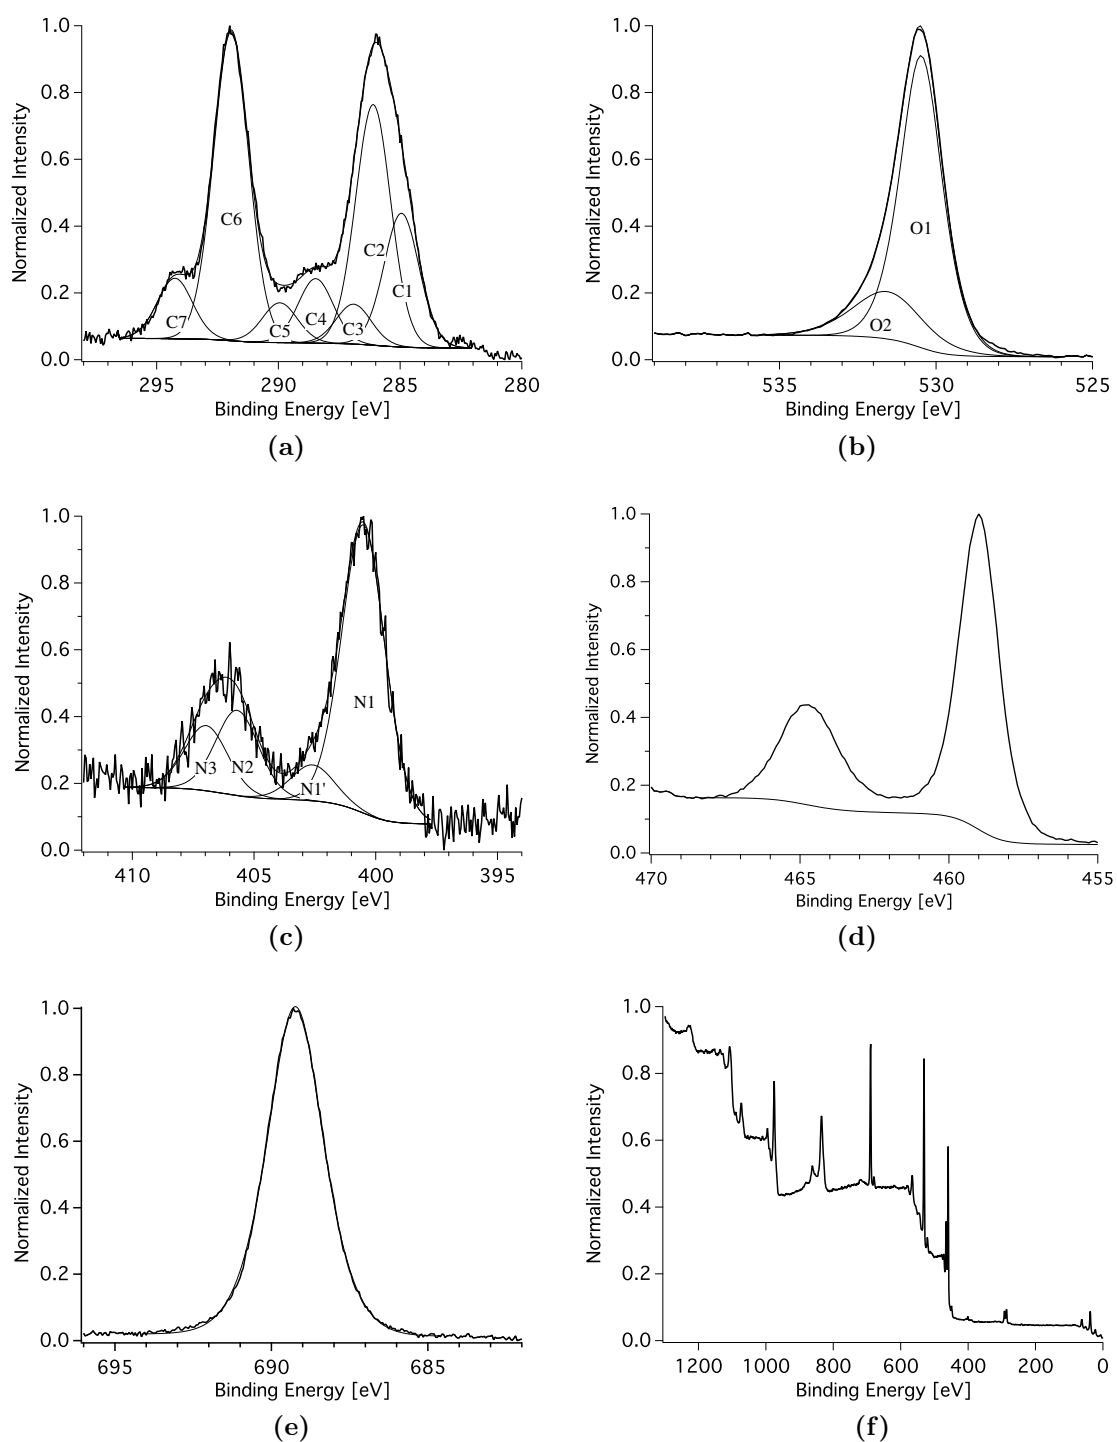 1.0
0.8
0.6
0.4
0.2
0.0
Normalized Intensity
C7
C6
C5
C4
C3
C2
C1
295 290 285 280
Binding Energy [eV]
(a)
1.0
0.8
0.6
0.4
0.2
0.0
Normalized Intensity
O1
O2
535 530 525
Binding Energy [eV]
(b)
1.0
0.8
0.6
0.4
0.2
0.0
Normalized Intensity
N3
N2
N1'
N1
410 405 400 395
Binding Energy [eV]
(c)
1.0
0.8
0.6
0.4
0.2
0.0
Normalized Intensity
470 465 460 455
Binding Energy [eV]
(d)
1.0
0.8
0.6
0.4
0.2
0.0
Normalized Intensity
695 690 685
Binding Energy [eV]
(e)
1.0
0.8
0.6
0.4
0.2
0.0
Normalized Intensity
1200 1000 800 600 400 200 0
Binding Energy [eV]
(f)